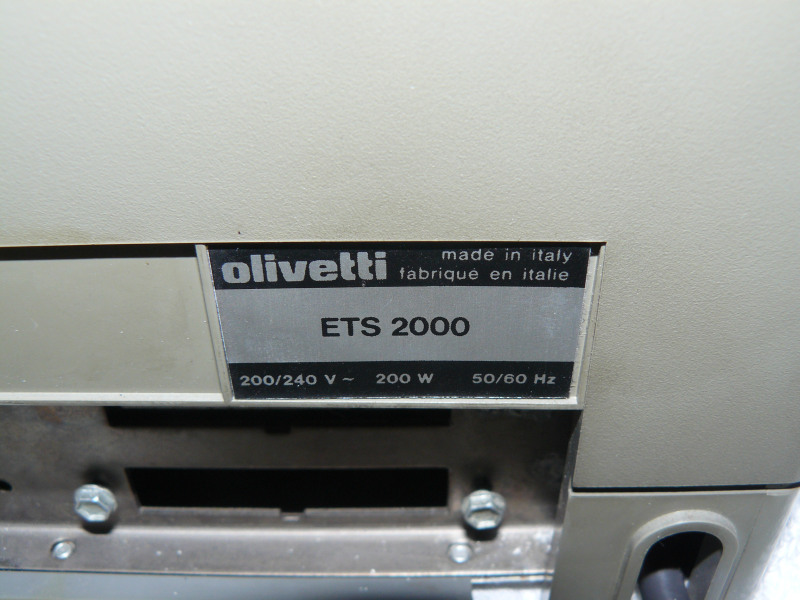 olivetti
made in italy
fabriqué en italie
ETS 2000
200/240 V ~ 200 W 50/60 Hz